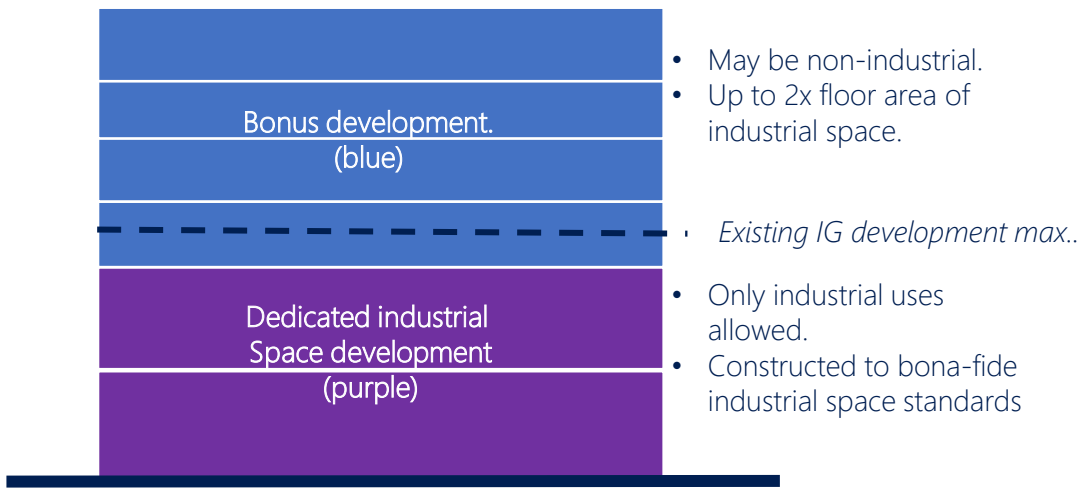 Bonus development.
(blue)
• May be non-industrial.
• Up to 2x floor area of
industrial space.
Existing IG development max..
Dedicated industrial
Space development
(purple)
• Only industrial uses
allowed.
• Constructed to bona-fide
industrial space standards